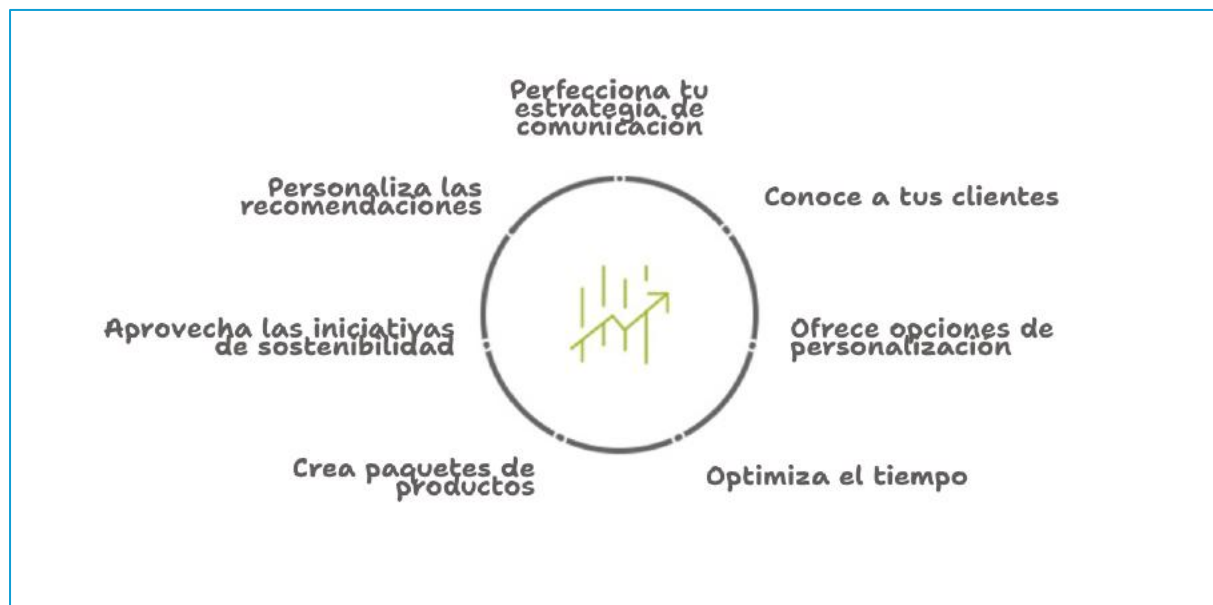 Perfecciona tu
estrategia de
comunicación
Personaliza las
recomendaciones
Conoce a tus clientes
Aprovecha las iniciativas
de sostenibilidad
Ofrece opciones de
personalización
Crea paquetes de
productos
Optimiza el tiempo